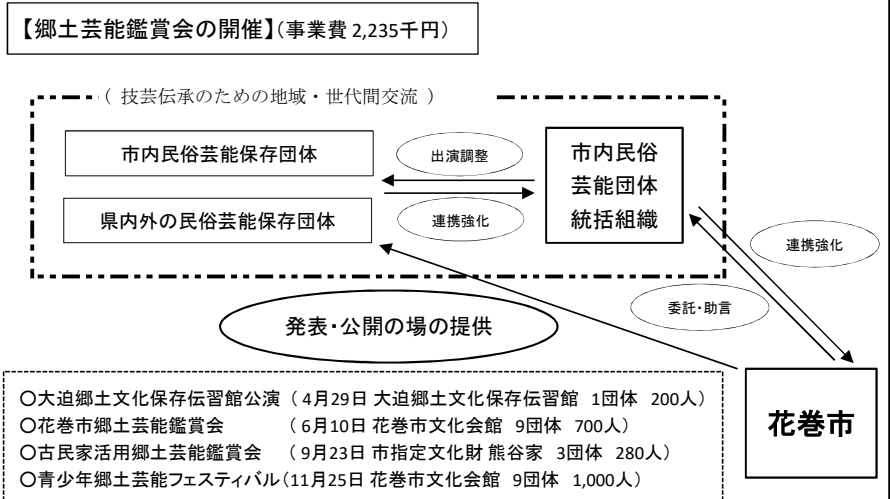 【郷土芸能鑑賞会の開催】(事業費 2,235千円)
( 技芸伝承のための地域・世代間交流 )
市内民俗芸能保存団体
県内外の民俗芸能保存団体
出演調整
連携強化
市内民俗
芸能団体
統括組織
連携強化
委託・助言
発表・公開の場の提供
花巻市
○大迫郷土文化保存伝習館公演 ( 4月29日 大迫郷土文化保存伝習館 1団体 200人)
○花巻市郷土芸能鑑賞会 ( 6月10日 花巻市文化会館 9団体 700人)
○古民家活用郷土芸能鑑賞会 ( 9月23日 市指定文化財 熊谷家 3団体 280人)
○青少年郷土芸能フェスティバル(11月25日 花巻市文化会館 9団体 1,000人)